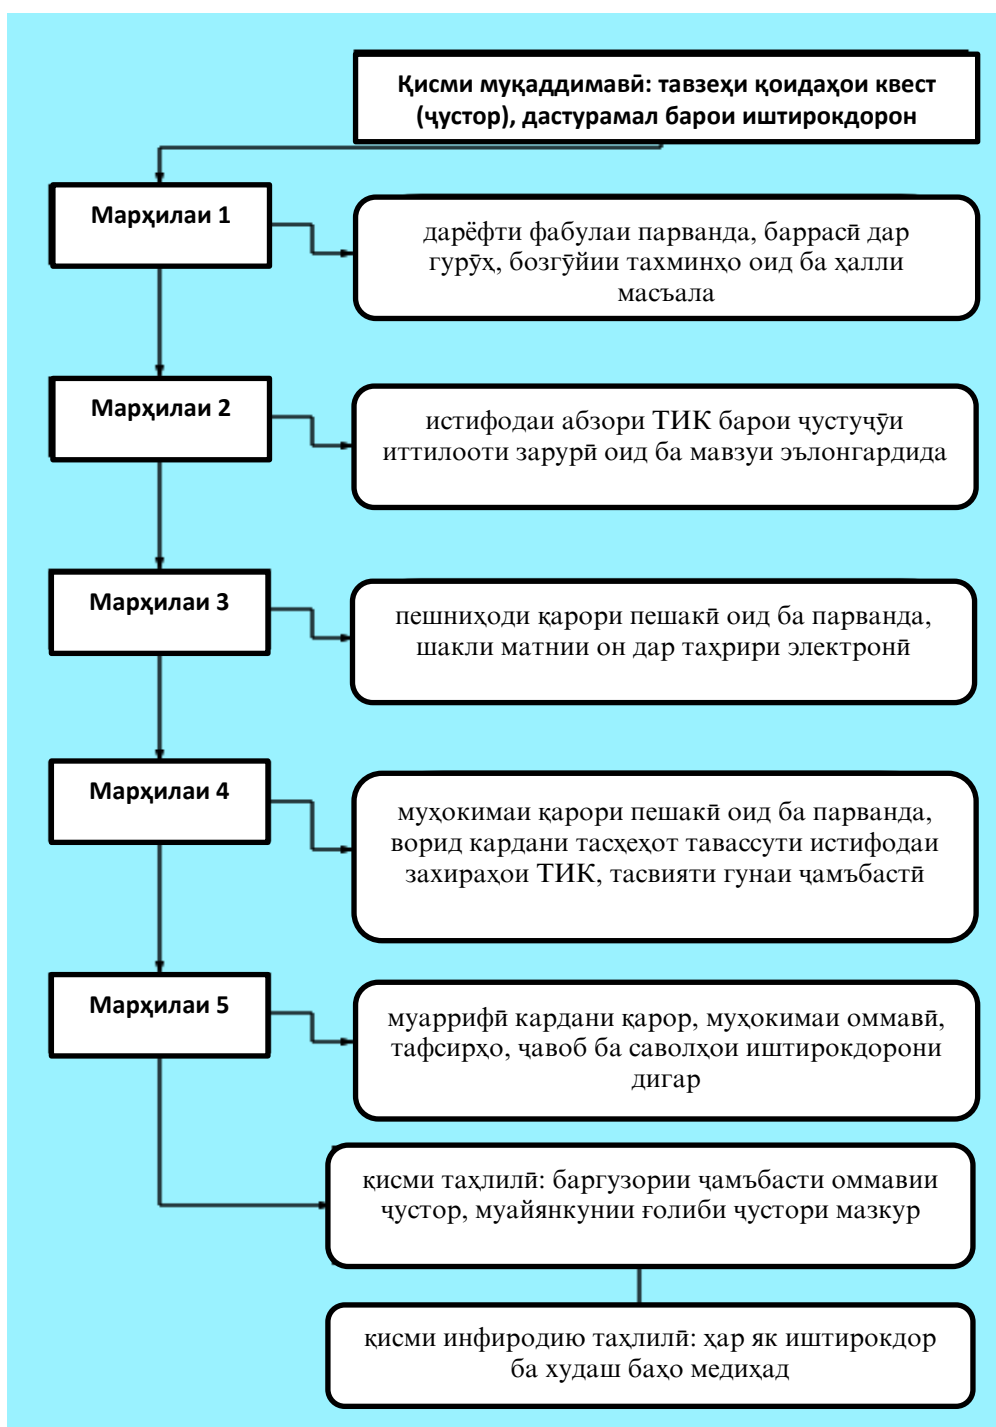 Қисми муқаддимавӣ: тавзеҳи қоидаҳои квест
(ҷустор), дастурамал барои иштирокдорон
Марҳилаи 1
дарёфти фабулаи парванда, баррасӣ дар
гурӯҳ, бозгӯйии тахминҳо оид ба ҳалли
масъала
Марҳилаи 2
истифодаи абзори ТИК барои ҷустуҷӯи
иттилооти зарурӣ оид ба мавзуи эълонгардида
Марҳилаи 3
пешниҳоди қарори пешакӣ оид ба парванда,
шакли матнии он дар таҳрири электронӣ
Марҳилаи 4
муҳокимаи қарори пешакӣ оид ба парванда,
ворид кардани тасҳеҳот тавассути истифодаи
захираҳои ТИК, тасвияти гунаи ҷамъбастӣ
Марҳилаи 5
муаррифӣ кардани қарор, муҳокимаи оммавӣ,
тафсирҳо, ҷавоб ба саволҳои иштирокдорони
дигар
қисми таҳлилӣ: баргузории ҷамъбасти оммавии
ҷустор, муайянкунии ғолиби ҷустори мазкур
қисми инфиродию таҳлилӣ: ҳар як иштирокдор
ба худаш баҳо медиҳад